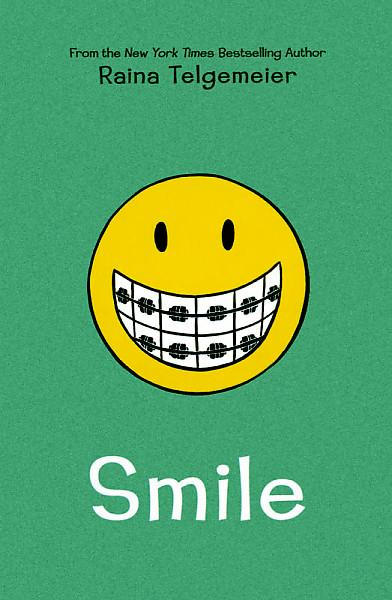 From the New York Times Bestselling Author
Raina Telgemeier
Smile